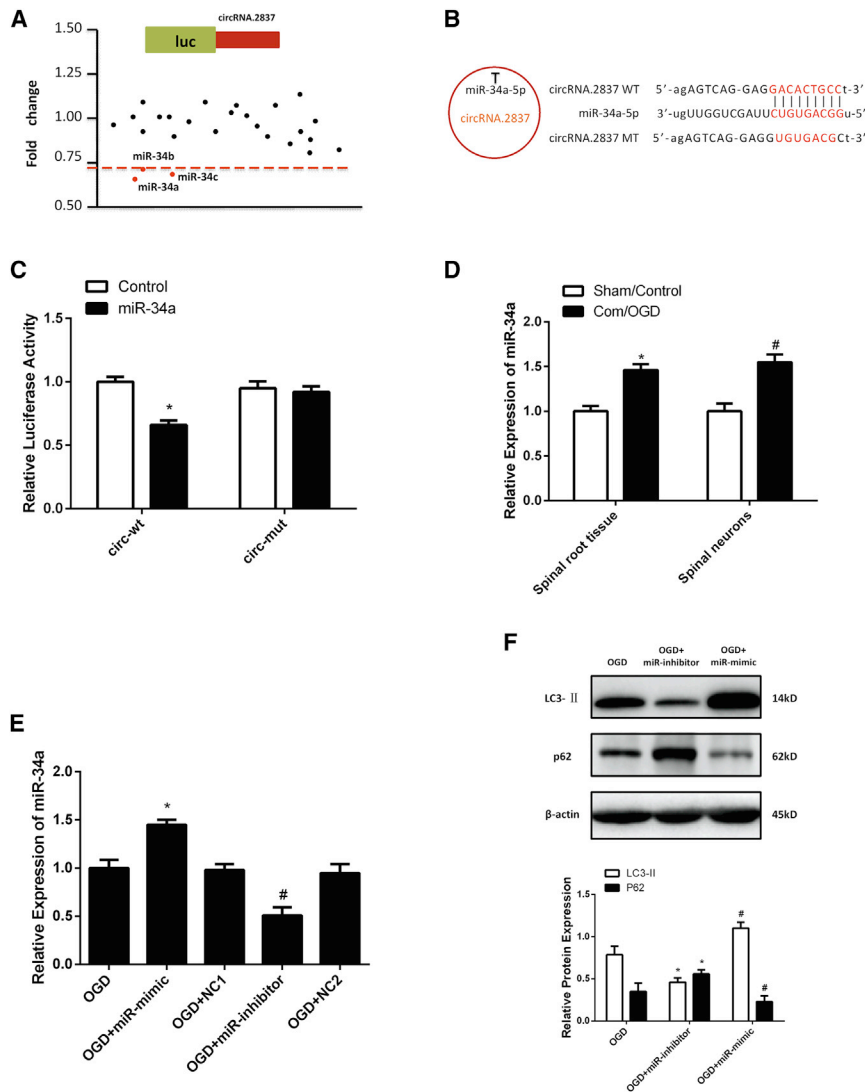 A
circRNA.2837
luc
Fold change
1.50
1.25
1.00
0.75
0.50
miR-34b
miR-34c
miR-34a
B
miR-34a-5p
circRNA.2837
circRNA.2837 WT 5'-agAGTCAG-GAGGACACTGCCt-3'
miR-34a-5p 3'-ugUUGGUCGAUUCUGUGACGGu-5'
circRNA.2837 MT 5'-agAGTCAG-GAGGUGUGACGCt-3'
C
Control
miR-34a
Relative Luciferase Activity
1.5
1.0
0.5
0.0
*
circ-wt
circ-mut
D
Sham/Control
Com/OGD
Relative Expression of miR-34a
2.0
1.5
1.0
0.5
0.0
*
#
Spinal root tissue
Spinal neurons
E
Relative Expression of miR-34a
2.0
1.5
1.0
0.5
0.0
*
#
OGD
OGD+miR-mimic
OGD+NC1
OGD+miR-inhibitor
OGD+NC2
F
OGD
OGD+
miR-inhibitor
OGD+
miR-mimic
LC3- II
14kD
p62
62kD
β-actin
45kD
LC3-II
P62
Relative Protein Expression
1.5
1.0
0.5
0.0
*
*
#
#
OGD
OGD+miR-inhibitor
OGD+miR-mimic